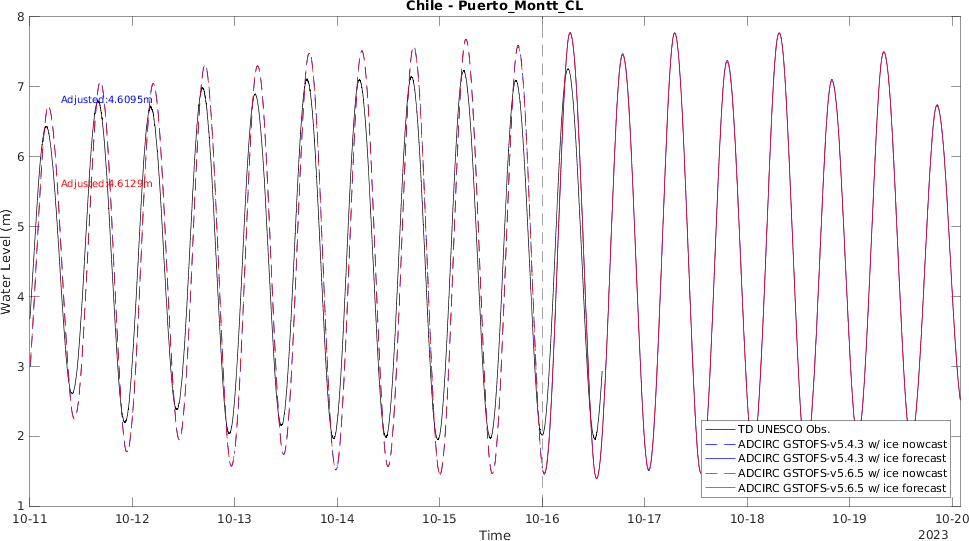 Chile - Puerto_Montt_CL
8
7
6
5
4
3
2
1
Water Level (m)
Adjusted:4.6095m
Adjusted:4.6129m
TD UNESCO Obs.
ADCIRC GSTOFS-v5.4.3 w/ ice nowcast
ADCIRC GSTOFS-v5.4.3 w/ ice forecast
ADCIRC GSTOFS-v5.6.5 w/ ice nowcast
ADCIRC GSTOFS-v5.6.5 w/ ice forecast
10-11 10-12 10-13 10-14 10-15 10-16 10-17 10-18 10-19 10-20
Time
2023